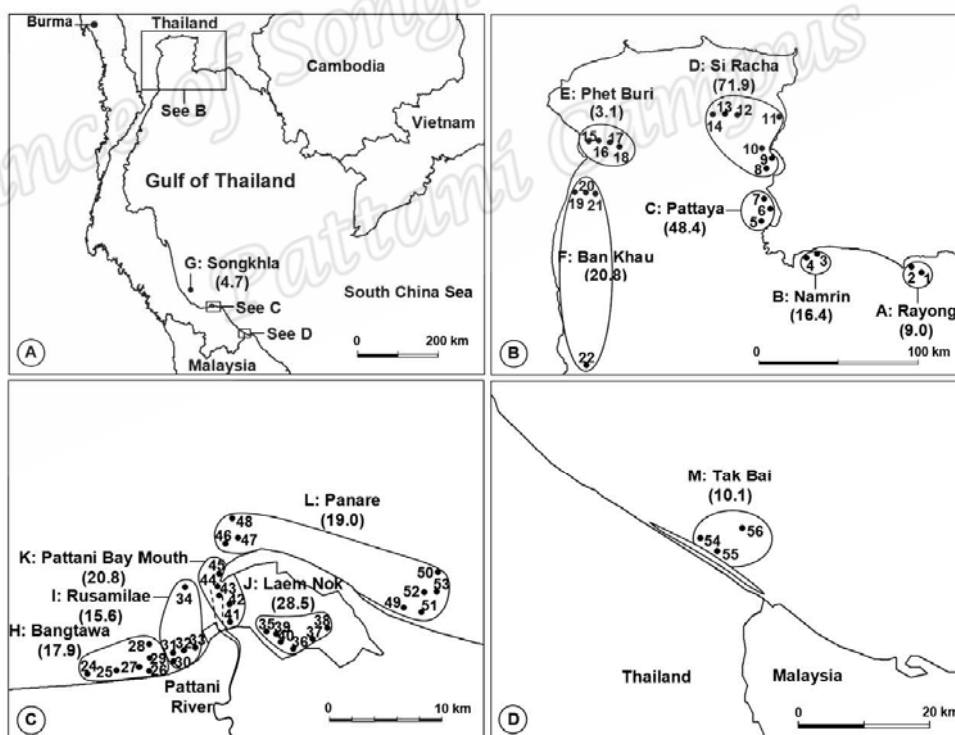 ance of Songk
Pattani Campus
Burma
Thailand
Cambodia
See B
Vietnam
Gulf of Thailand
G: Songkhla
(4.7)
See C
South China Sea
See D
Malaysia
0 200 km
A
D: Si Racha
(71.9)
E: Phet Buri
(3.1)
13 12
14 11
15 17
16 18
10
9
8
20
19 21
7
C: Pattaya
6
(48.4)
5
F: Ban Khau
(20.8)
4 3
2 1
B: Namrin
(16.4)
A: Rayong
(9.0)
22
0 100 km
B
L: Panare
(19.0)
48
46 47
K: Pattani Bay Mouth
(20.8)
45
44
43
42
41
I: Rusamilae
(15.6)
34
J: Laem Nok
(28.5)
50
52 53
49 51
35 39 38
40 37
36
H: Bangtawa
(17.9)
28 31 32 33
29 30
24 25 27 26
Pattani
River
0 10 km
C
M: Tak Bai
(10.1)
56
54
55
Thailand Malaysia
0 20 km
D